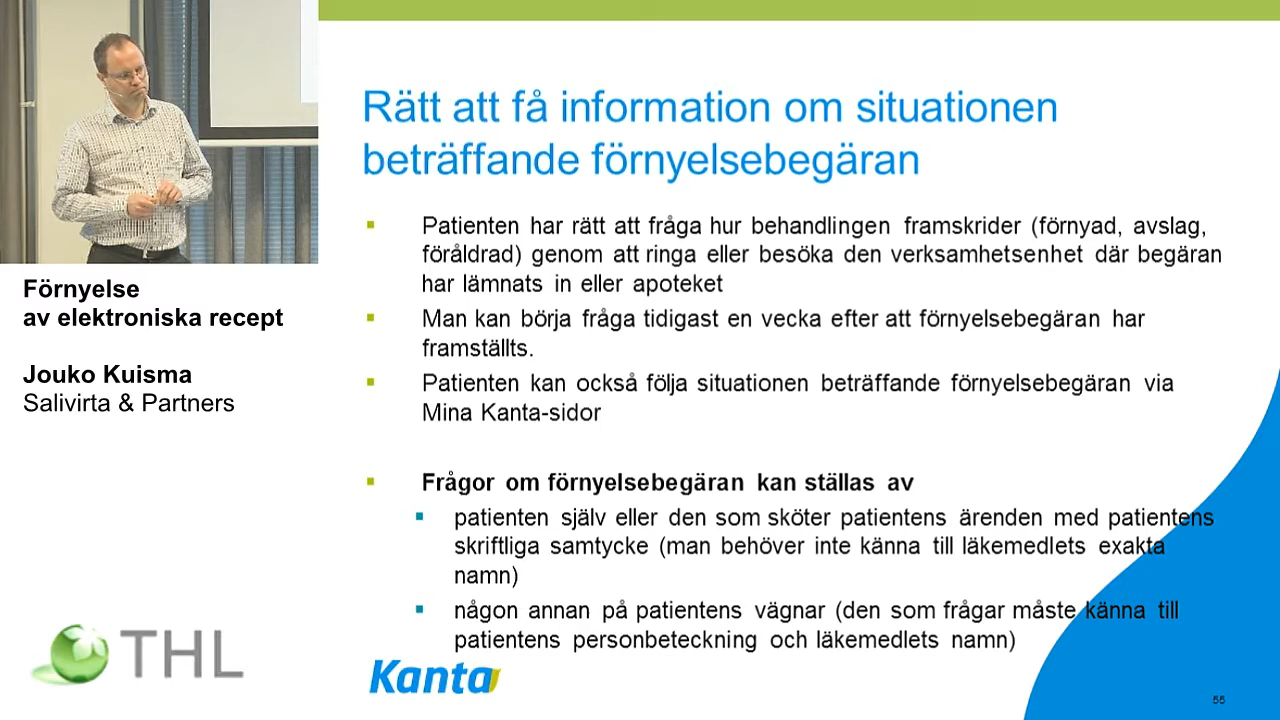 Rätt att få information om situationen
beträffande förnyelsebegäran
Patienten har rätt att fråga hur behandlingen framskrider (förnyad, avslag,
föråldrad) genom att ringa eller besöka den verksamhetsenhet där begäran
har lämnats in eller apoteket
Man kan börja fråga tidigast en vecka efter att förnyelsebegäran har
framställts.
Patienten kan också följa situationen beträffande förnyelsebegäran via
Mina Kanta-sidor
Frågor om förnyelsebegäran kan ställas av
patienten själv eller den som sköter patientens ärenden med patientens
skriftliga samtycke (man behöver inte känna till läkemedlets exakta
namn)
någon annan på patientens vägnar (den som frågar måste känna till
patientens personbeteckning och läkemedlets namn)
Förnyelse
av elektroniska recept
Jouko Kuisma
Salivirta & Partners
THL
Kanta
55